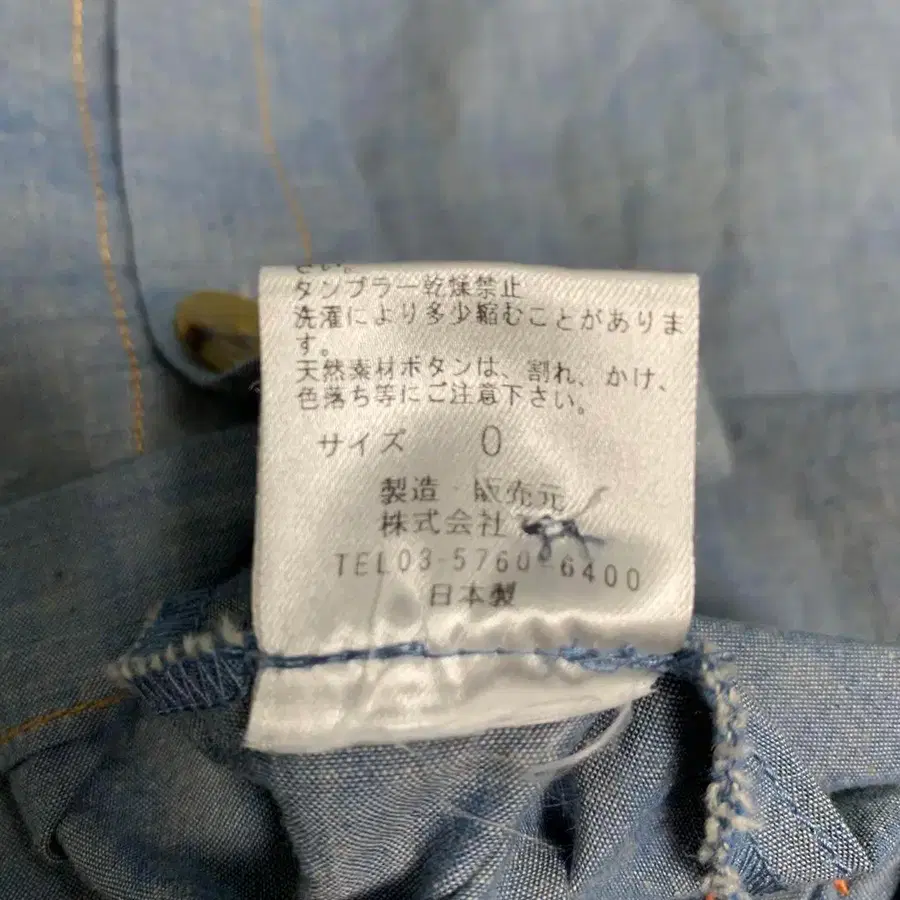 さい。
タンブラー乾燥禁止
洗濯により多少縮むことがありま
す。
天然素材ボタンは、割れ、かけ、
色落ち等にご注意下さい。
サイズ 0
製造・販売元
株式会社
TEL03-5760-6400
日本製